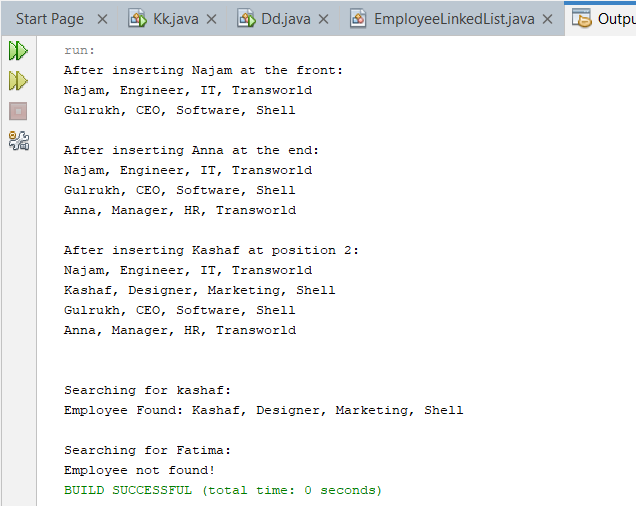 Start Page
Kk.java
Dd.java
EmployeeLinkedList.java
Outpu
run:
After inserting Najam at the front:
Najam, Engineer, IT, Transworld
Gulrukh, CEO, Software, Shell
After inserting Anna at the end:
Najam, Engineer, IT, Transworld
Gulrukh, CEO, Software, Shell
Anna, Manager, HR, Transworld
After inserting Kashaf at position 2:
Najam, Engineer, IT, Transworld
Kashaf, Designer, Marketing, Shell
Gulrukh, CEO, Software, Shell
Anna, Manager, HR, Transworld
Searching for kashaf:
Employee Found: Kashaf, Designer, Marketing, Shell
Searching for Fatima:
Employee not found!
BUILD SUCCESSFUL (total time: 0 seconds)